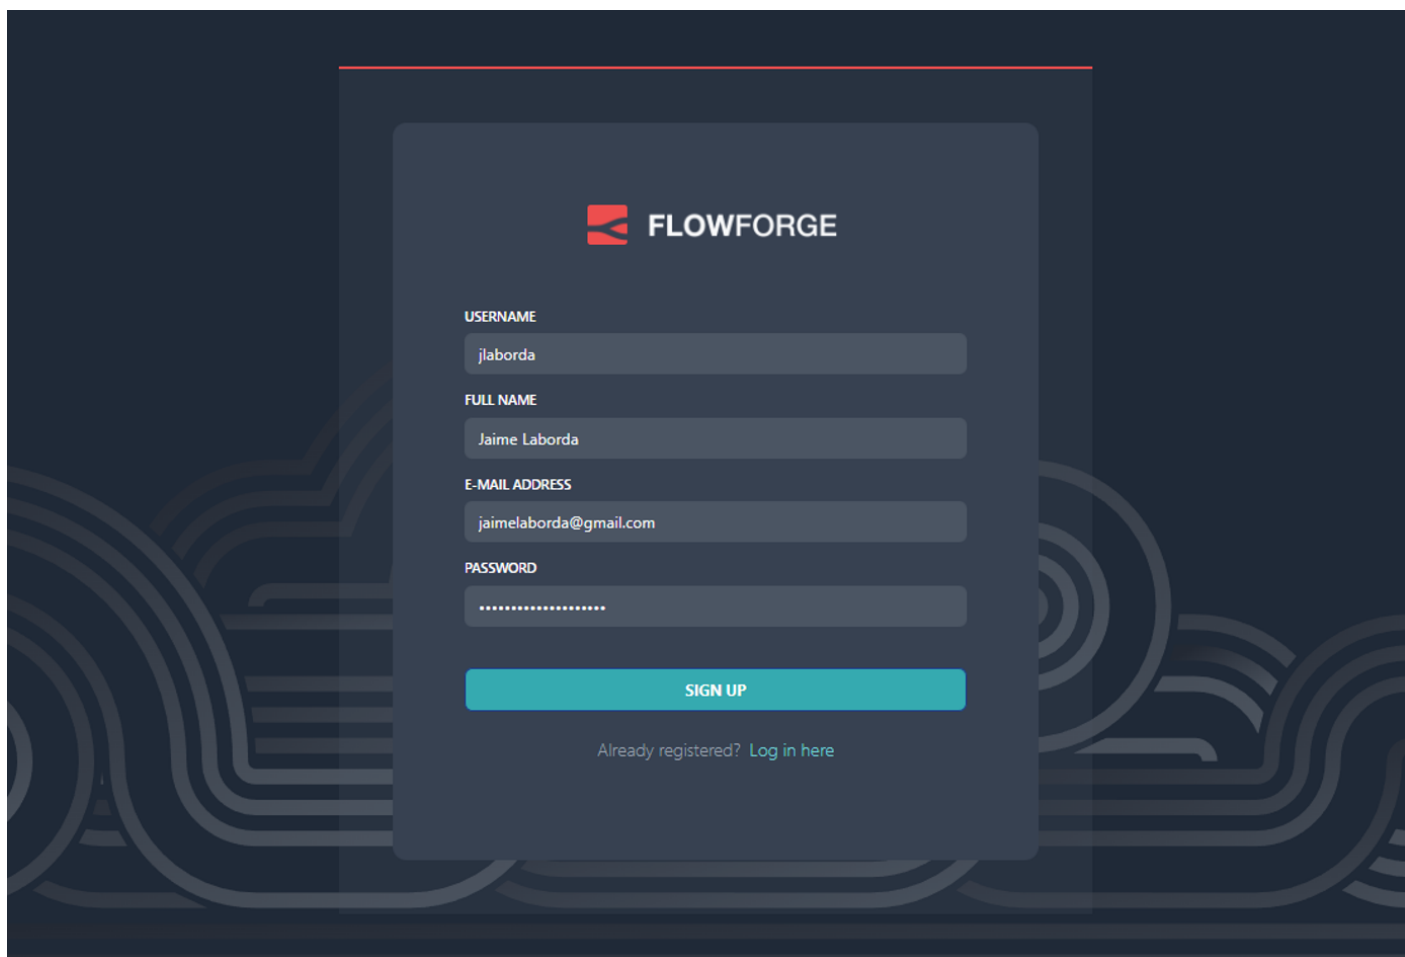 FLOWFORGE
USERNAME
jlaborda
FULL NAME
Jaime Laborda
E-MAIL ADDRESS
jaimelaborda@gmail.com
PASSWORD
••••••••••••••••••••
SIGN UP
Already registered? Log in here